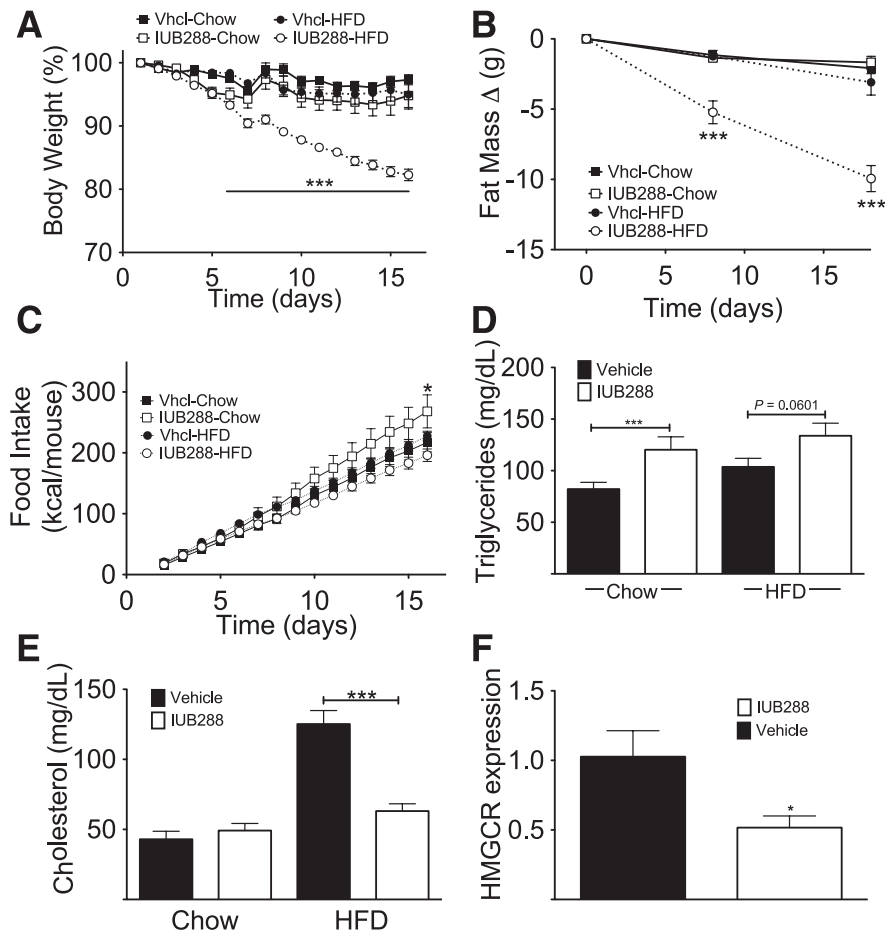 A
Vhcl-Chow
Vhcl-HFD
IUB288-Chow
IUB288-HFD
Body Weight (%)
100
90
80
70
***
0
5
10
15
Time (days)
B
Fat Mass Δ (g)
0
-5
-10
-15
***
***
Vhcl-Chow
IUB288-Chow
Vhcl-HFD
IUB288-HFD
0
5
10
15
Time (days)
C
Food Intake
(kcal/mouse)
300
200
100
0
Vhcl-Chow
IUB288-Chow
Vhcl-HFD
IUB288-HFD
*
0
5
10
15
Time (days)
D
Triglycerides (mg/dL)
200
150
100
50
Vehicle
IUB288
***
P = 0.0601
Chow
HFD
E
Cholesterol (mg/dL)
150
100
50
Vehicle
IUB288
***
Chow
HFD
F
HMGCR expression
1.5
1.0
0.5
IUB288
Vehicle
*